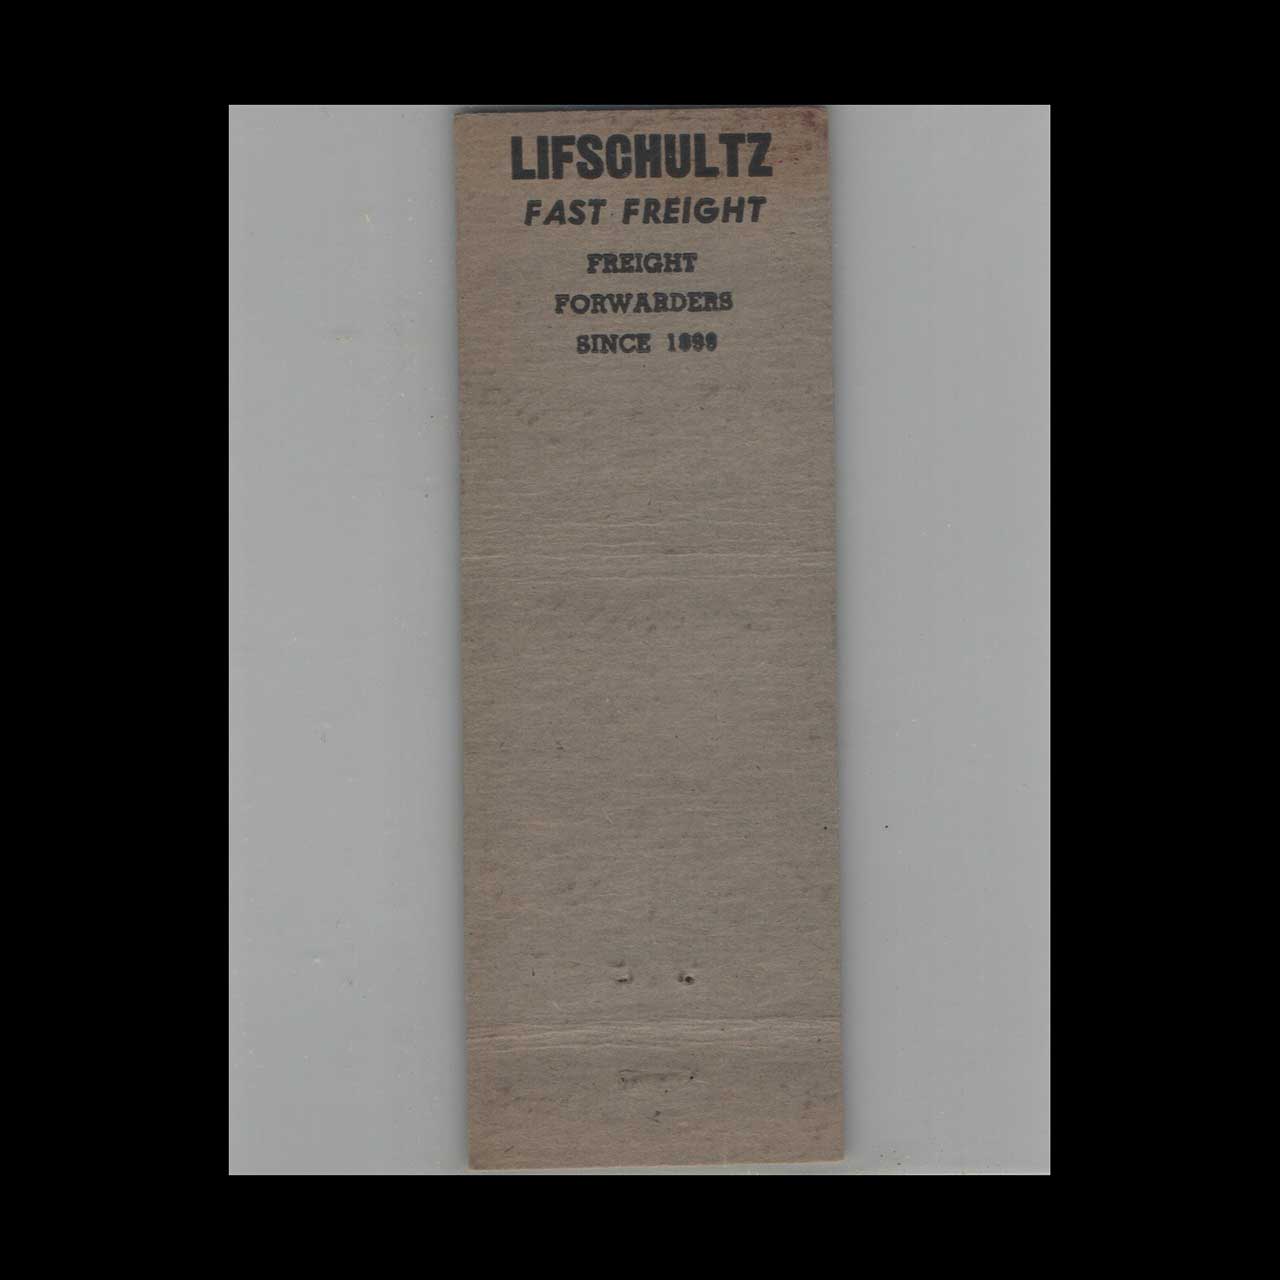 LIFSCHULTZ
FAST FREIGHT
FREIGHT
FORWARDERS
SINCE 1899